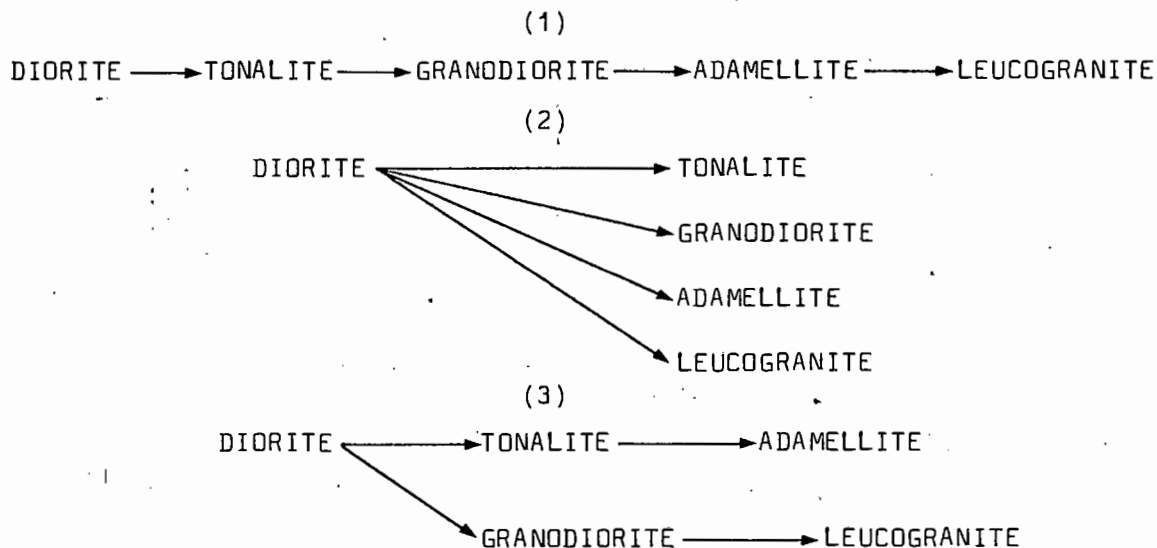 (1)
DIORITE TONALITE GRANODIORITE ADAMELLITE LEUCOGRANITE
(2)
DIORITE TONALITE
GRANODIORITE
ADAMELLITE
LEUCOGRANITE
(3)
DIORITE TONALITE ADAMELLITE
GRANODIORITE LEUCOGRANITE